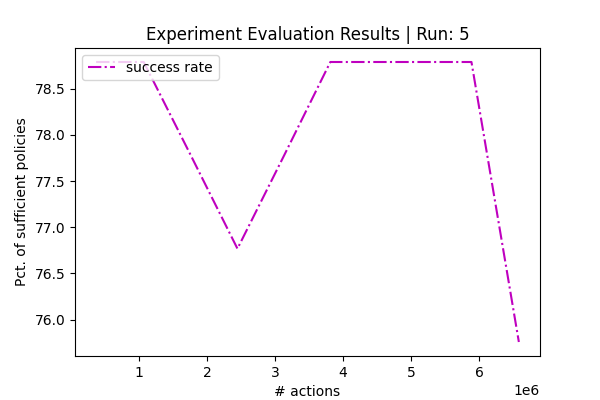 Experiment Evaluation Results | Run: 5
success rate
Pct. of sufficient policies
78.5
78.0
77.5
77.0
76.5
76.0
1 2 3 4 5 6
1e6
# actions